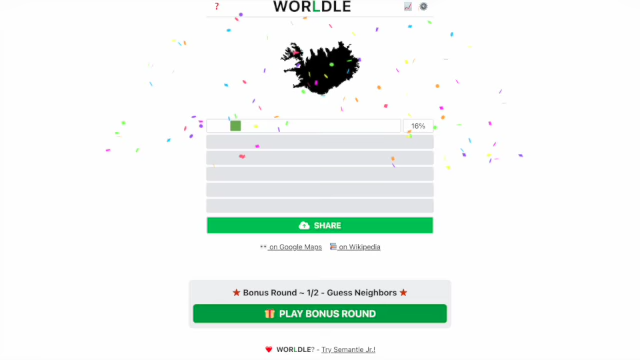 ?
WORLDLE
16%
SHARE
on Google Maps on Wikipedia
Bonus Round ~ 1/2 - Guess Neighbors
PLAY BONUS ROUND
WORLDLE? - Try Semantle Jr.!